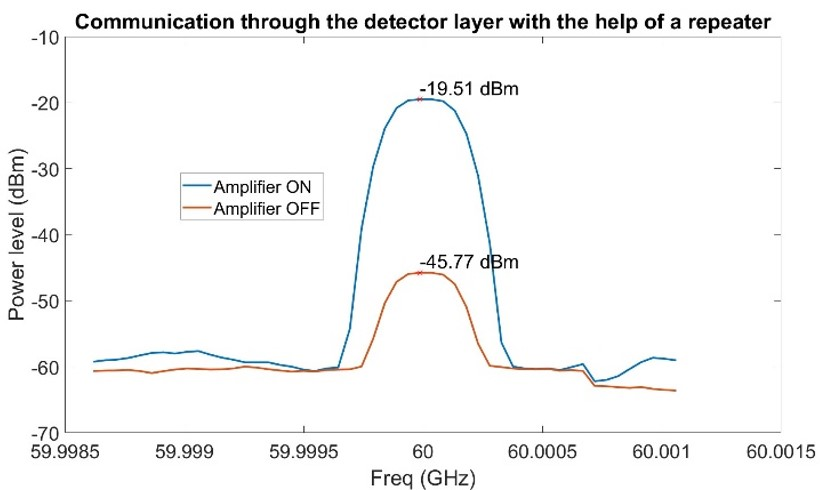 Communication through the detector layer with the help of a repeater
-10
-20
-30
-40
-50
-60
-70
Power level (dBm)
-19.51 dBm
Amplifier ON
Amplifier OFF
-45.77 dBm
59.9985 59.999 59.9995 60 60.0005 60.001 60.0015
Freq (GHz)